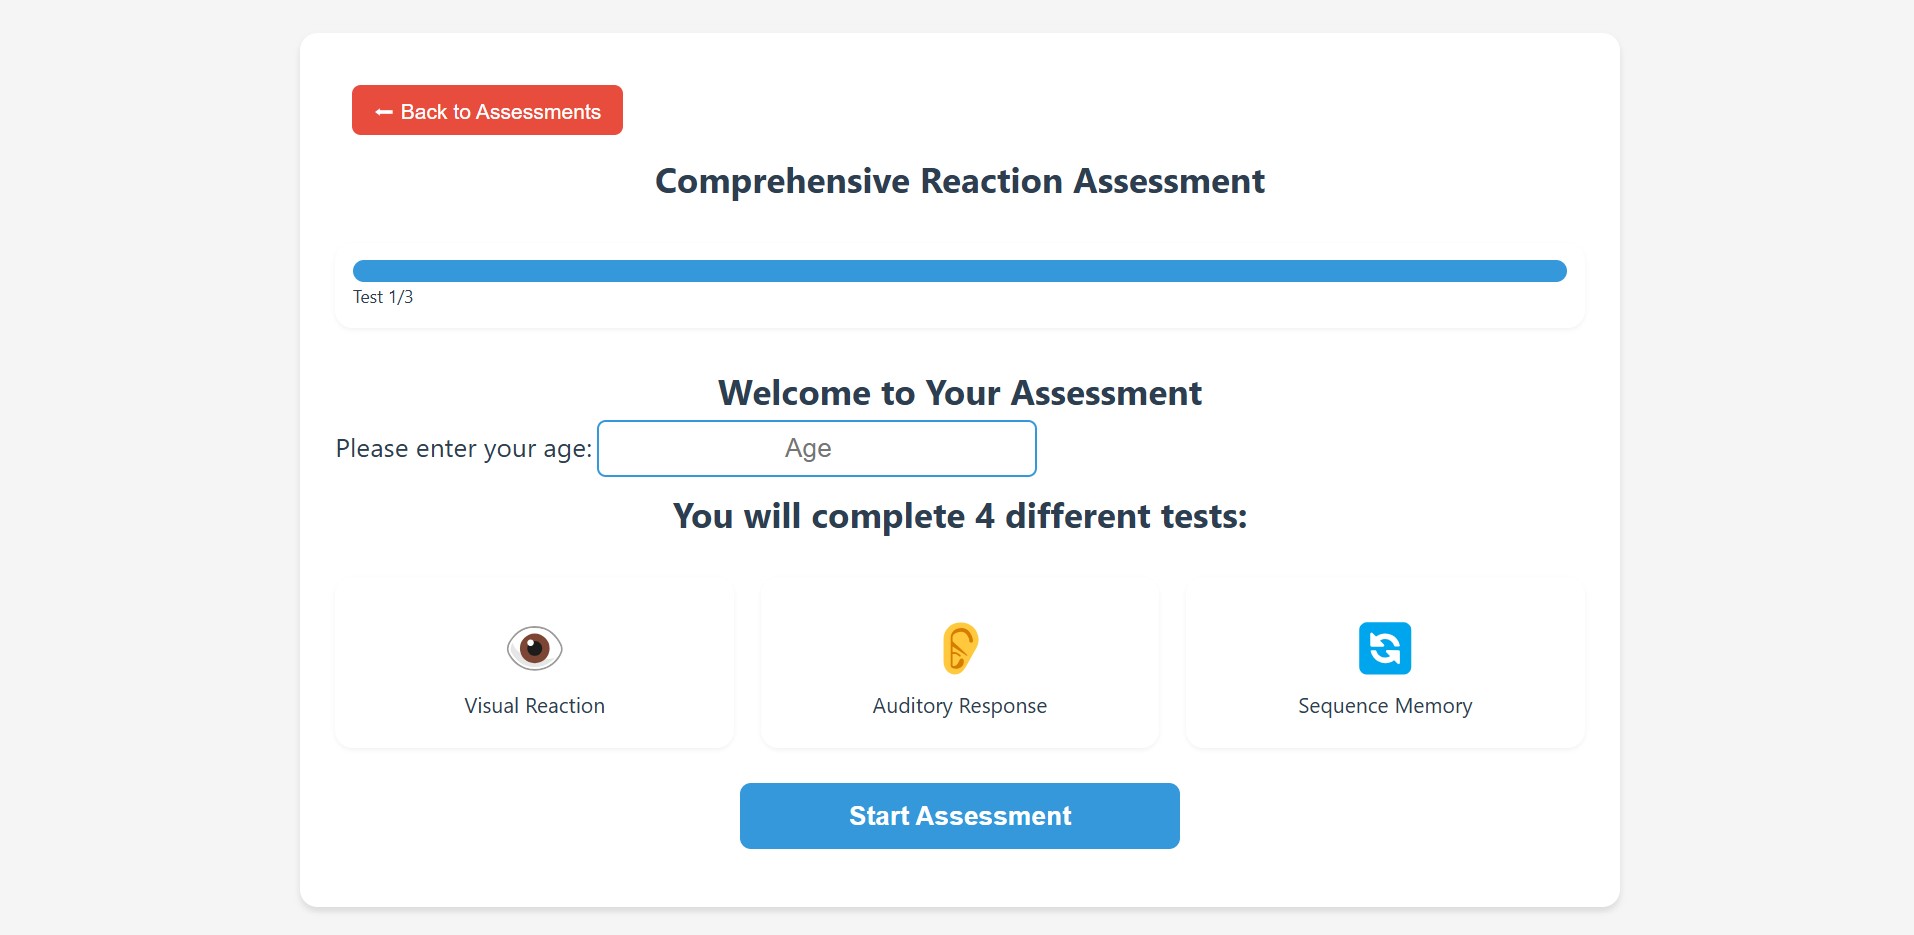 ← Back to Assessments
Comprehensive Reaction Assessment
Test 1/3
Welcome to Your Assessment
Please enter your age: Age
You will complete 4 different tests:
Visual Reaction
Auditory Response
Sequence Memory
Start Assessment